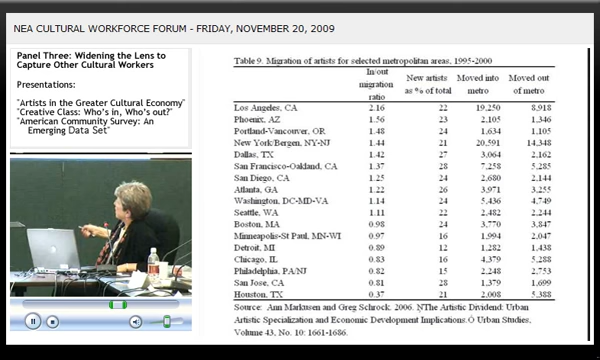 NEA CULTURAL WORKFORCE FORUM - FRIDAY, NOVEMBER 20, 2009
Panel Three: Widening the Lens to
Capture Other Cultural Workers
Presentations:
"Artists in the Greater Cultural Economy"
"Creative Class: Who's in, Who's out?"
"American Community Survey: An
Emerging Data Set"
Table 9. Migration of artists for selected metropolitan areas, 1995-2000
In/out migration ratio New artists as % of total Moved into metro Moved out of metro
Los Angeles, CA 2.16 22 19,250 8,918
Phoenix, AZ 1.56 23 2,105 1,346
Portland-Vancouver, OR 1.48 24 1,634 1,105
New York/Bergen, NY-NJ 1.44 21 20,591 14,348
Dallas, TX 1.42 27 3,064 2,162
San Francisco-Oakland, CA 1.37 28 7,258 5,285
San Diego, CA 1.25 24 2,680 2,144
Atlanta, GA 1.22 26 3,971 3,255
Washington, DC-MD-VA 1.14 24 5,436 4,749
Seattle, WA 1.11 22 2,482 2,244
Boston, MA 0.98 24 3,770 3,847
Minneapolis-St Paul, MN-WI 0.97 16 1,994 2,047
Detroit, MI 0.89 12 1,282 1,438
Chicago, IL 0.83 16 4,379 5,288
Philadelphia, PA/NJ 0.82 15 2,248 2,753
San Jose, CA 0.81 28 1,379 1,699
Houston, TX 0.37 21 2,008 5,388
Source: Ann Markusen and Greg Schrock. 2006. ÑThe Artistic Dividend: Urban
Artistic Specialization and Economic Development Implications.Ó Urban Studies,
Volume 43, No. 10: 1661-1686.